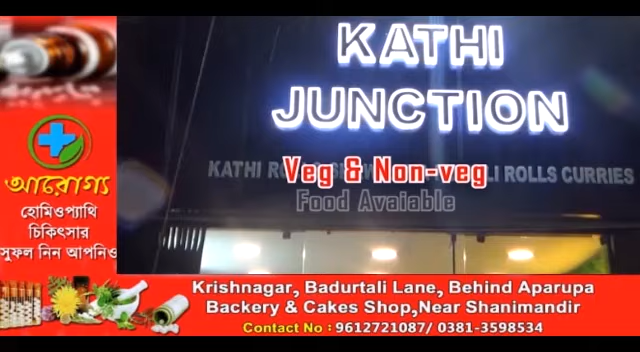 KATHI
JUNCTION
KATHI ROLLS CURRIES
Veg & Non-veg
Food Avaiable
আরোগ্য
হোমিওপ্যাথি
চিকিৎসার
সুফল নিন আপনিও
Krishnagar, Badurtali Lane, Behind Aparupa
Backery & Cakes Shop,Near Shanimandir
Contact No : 9612721087/ 0381-3598534